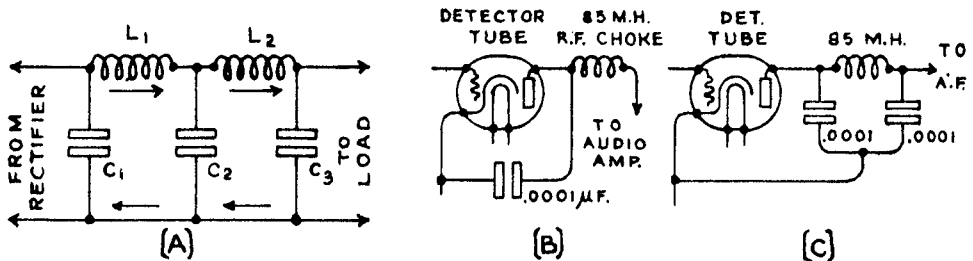 L1
L2
FROM
RECTIFIER
C1
C2
C3
TO
LOAD
(A)
DETECTOR
TUBE
85 M.H.
R.F. CHOKE
TO
AUDIO
AMP.
.0001µF.
(B)
DET.
TUBE
85 M.H.
TO
A.F.
.0001
.0001
(C)